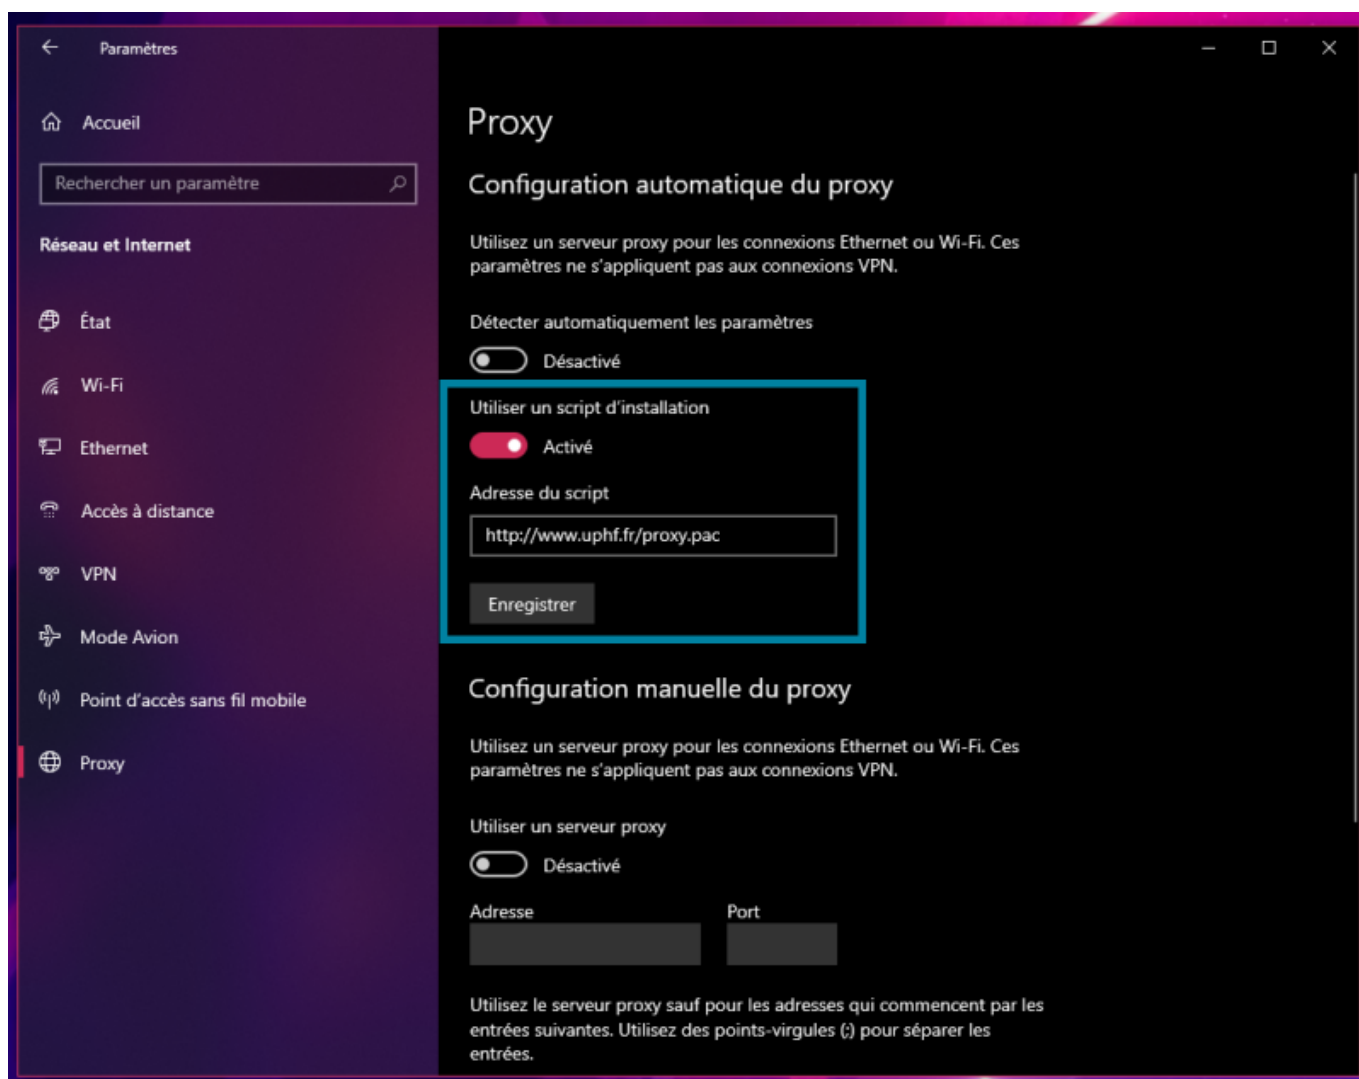 Paramètres
Accueil
Rechercher un paramètre
Réseau et Internet
État
Wi-Fi
Ethernet
Accès à distance
VPN
Mode Avion
Point d'accès sans fil mobile
Proxy
Proxy
Configuration automatique du proxy
Utilisez un serveur proxy pour les connexions Ethernet ou Wi-Fi. Ces
paramètres ne s'appliquent pas aux connexions VPN.
Détecter automatiquement les paramètres
Désactivé
Utiliser un script d'installation
Activé
Adresse du script
http://www.uphf.fr/proxy.pac
Enregistrer
Configuration manuelle du proxy
Utilisez un serveur proxy pour les connexions Ethernet ou Wi-Fi. Ces
paramètres ne s'appliquent pas aux connexions VPN.
Utiliser un serveur proxy
Désactivé
Adresse Port
Utilisez le serveur proxy sauf pour les adresses qui commencent par les
entrées suivantes. Utilisez des points-virgules (;) pour séparer les
entrées.